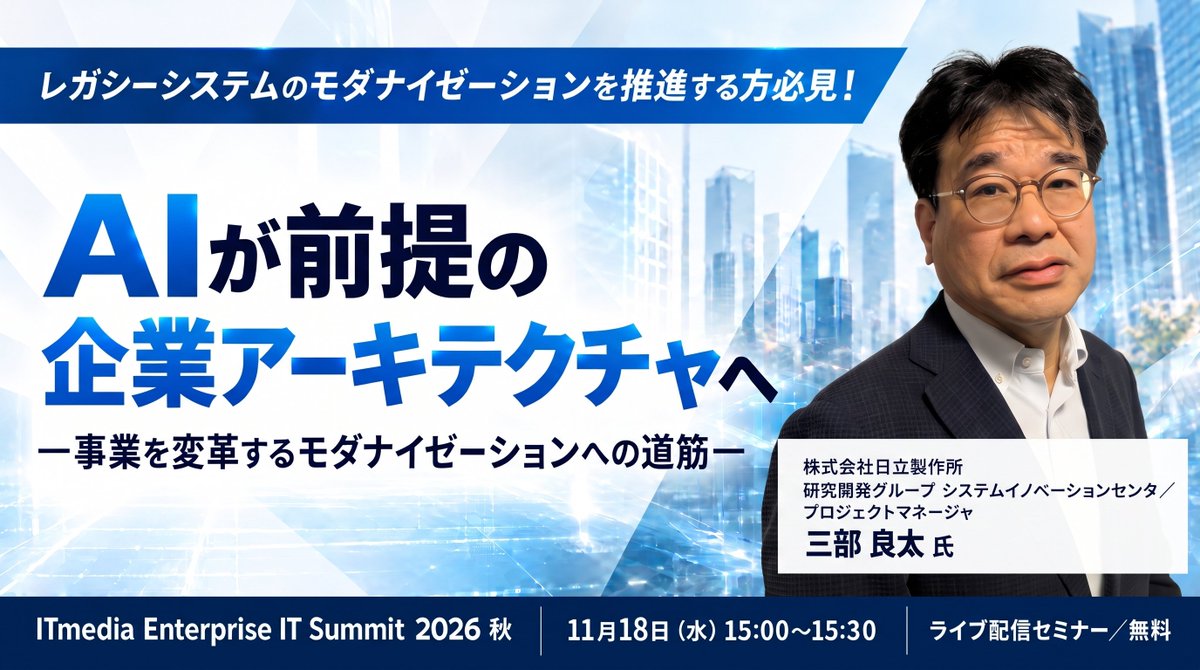 レガシーシステムのモダナイゼーションを推進する方必見!
AIが前提の
企業アーキテクチャへ
―事業を変革するモダナイゼーションへの道筋―
株式会社日立製作所
研究開発グループ システムイノベーションセンタ/
プロジェクトマネージャ
三部 良太 氏
ITmedia Enterprise IT Summit 2026 秋
11月18日(水)15:00~15:30
ライブ配信セミナー/無料